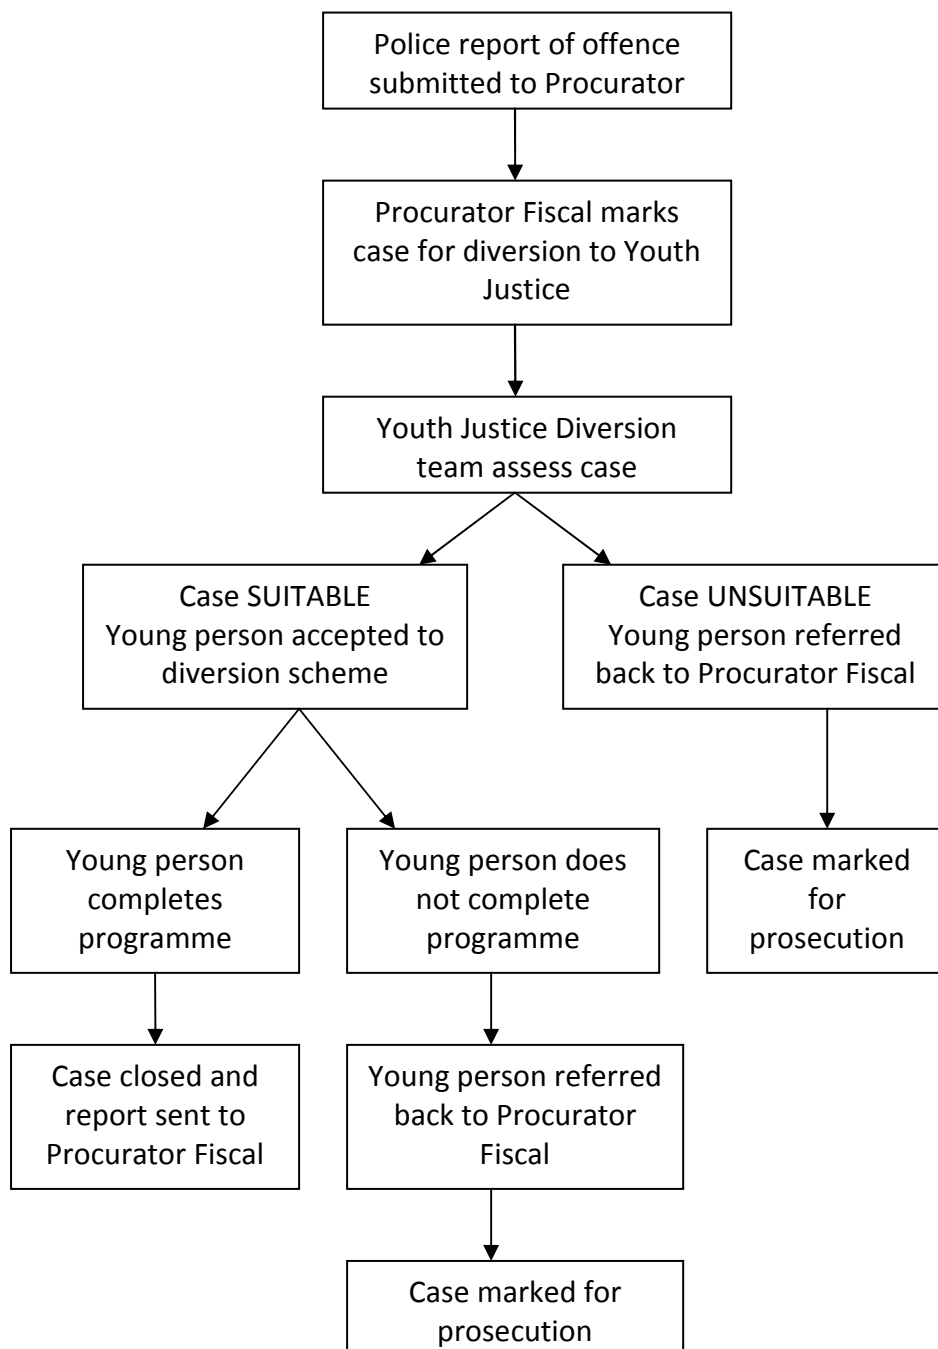 Police report of offence
submitted to Procurator
Procurator Fiscal marks
case for diversion to Youth
Justice
Youth Justice Diversion
team assess case
Case SUITABLE
Young person accepted to
diversion scheme
Case UNSUITABLE
Young person referred
back to Procurator Fiscal
Young person
completes
programme
Young person does
not complete
programme
Case marked
for
prosecution
Case closed and
report sent to
Procurator Fiscal
Young person referred
back to Procurator
Fiscal
Case marked for
prosecution